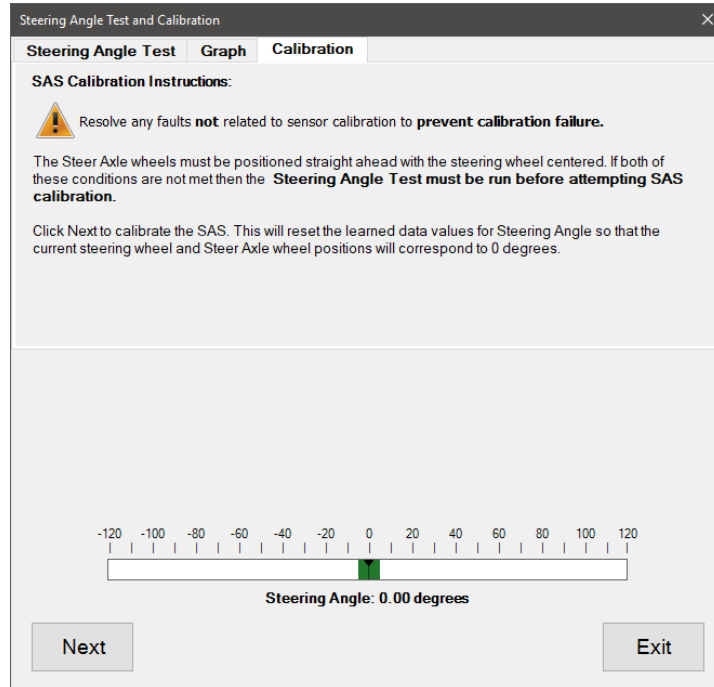 Steering Angle Test and Calibration
Steering Angle Test Graph Calibration
SAS Calibration Instructions:
Resolve any faults not related to sensor calibration to prevent calibration failure.
The Steer Axle wheels must be positioned straight ahead with the steering wheel centered. If both of
these conditions are not met then the Steering Angle Test must be run before attempting SAS
calibration.
Click Next to calibrate the SAS. This will reset the learned data values for Steering Angle so that the
current steering wheel and Steer Axle wheel positions will correspond to 0 degrees.
-120 -100 -80 -60 -40 -20 0 20 40 60 80 100 120
Steering Angle: 0.00 degrees
Next Exit